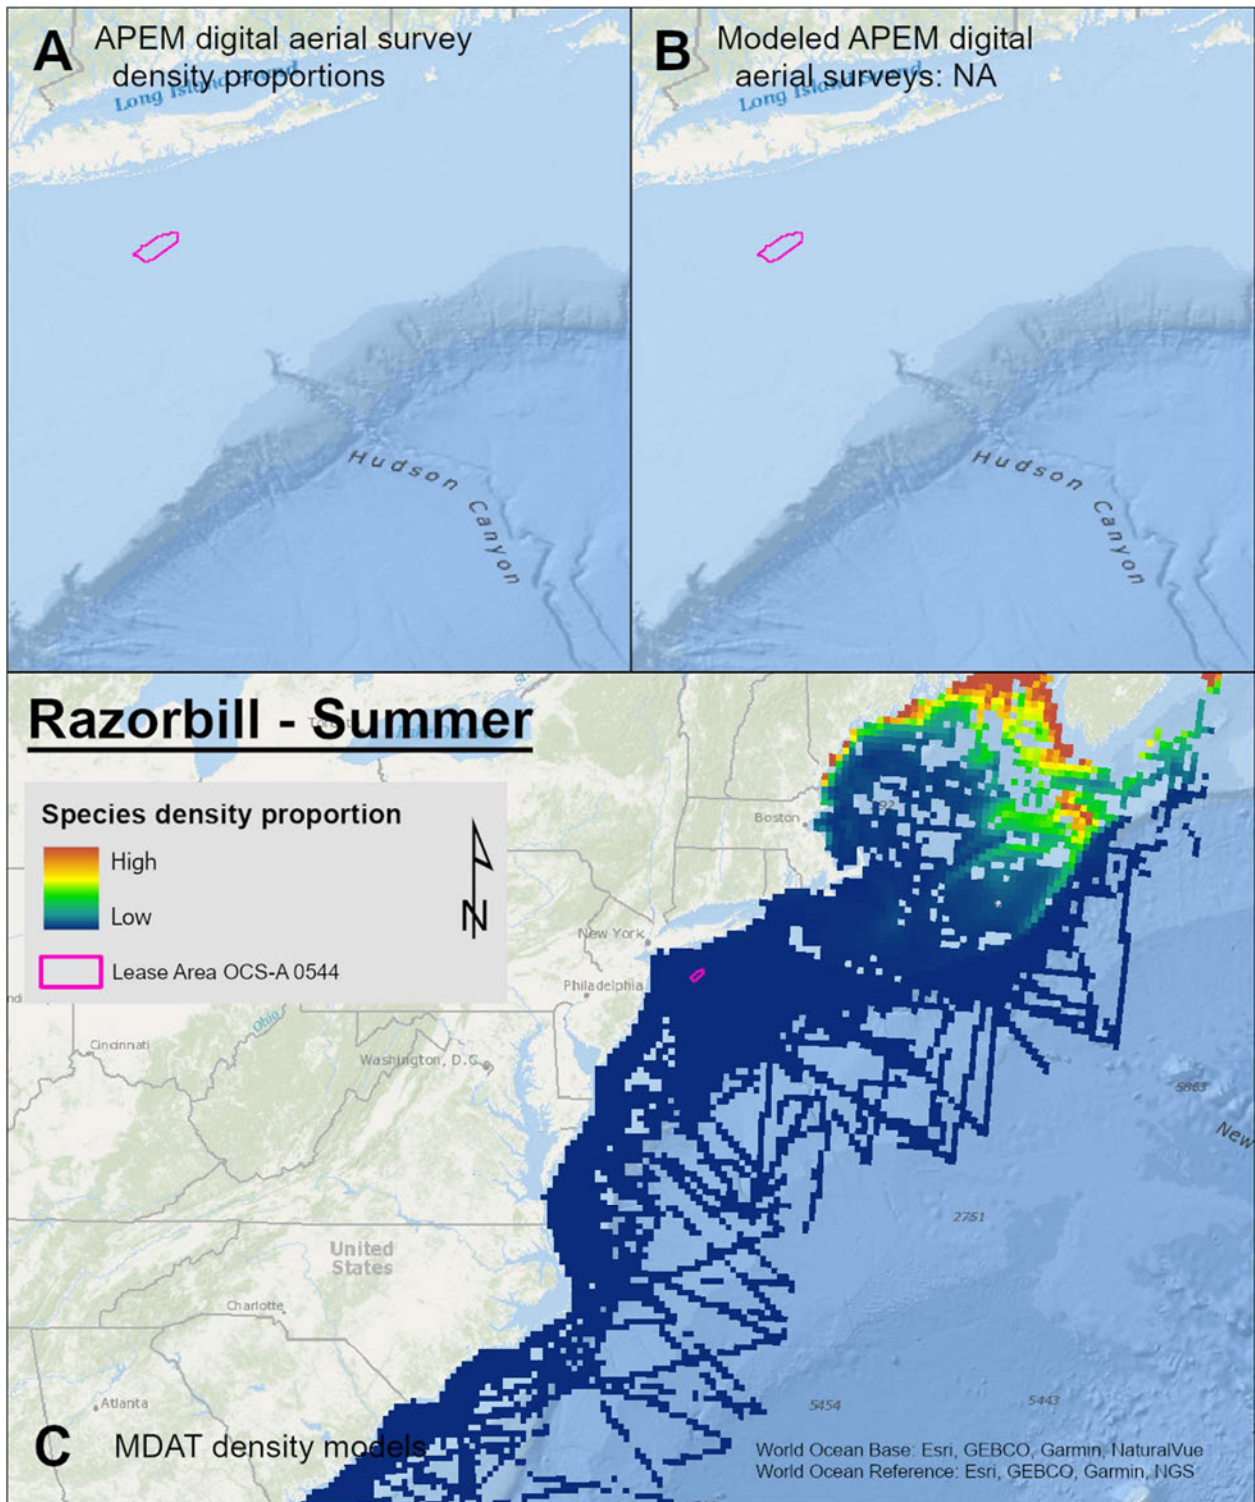 A
APEM digital aerial survey
density proportions
Long Island Sound
Hudson Canyon
B
Modeled APEM digital
aerial surveys: NA
Long Island Sound
Hudson Canyon
Razorbill - Summer
Species density proportion
High
Low
N
Lease Area OCS-A 0544
Boston
New York
Philadelphia
Ohio
Cincinnati
Washington, D.C.
5863
New
2751
United
States
Charlotte
Atlanta
5454
5443
C
MDAT density models
World Ocean Base: Esri, GEBCO, Garmin, NaturalVue
World Ocean Reference: Esri, GEBCO, Garmin, NGS